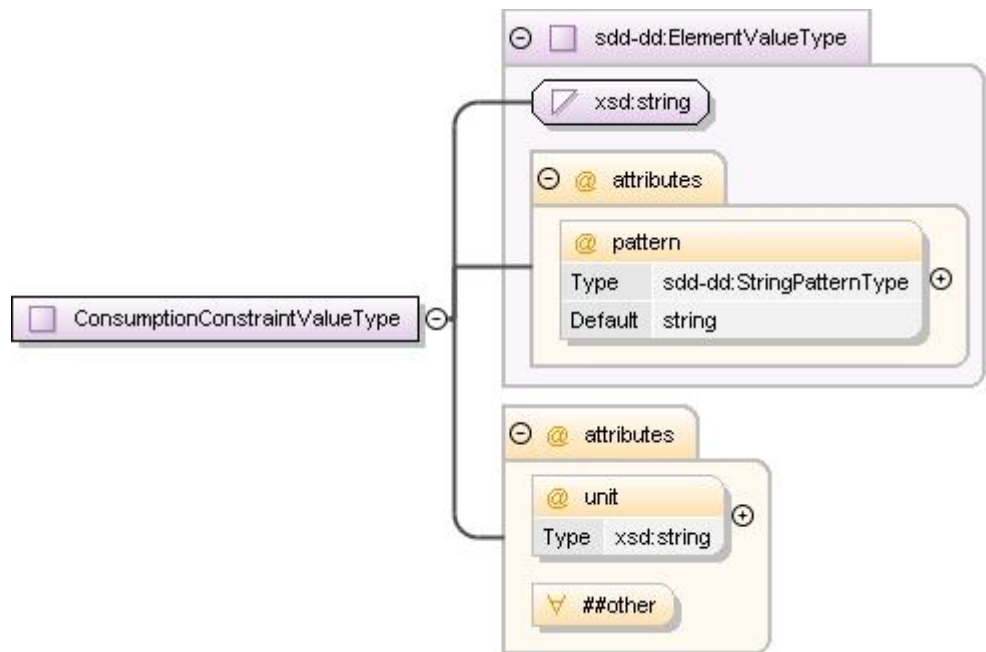 sdd-dd:ElementValueType
xsd:string
@ attributes
@ pattern
Type sdd-dd:StringPatternType
Default string
ConsumptionConstraintValueType
@ attributes
@ unit
Type xsd:string
∀ ##other